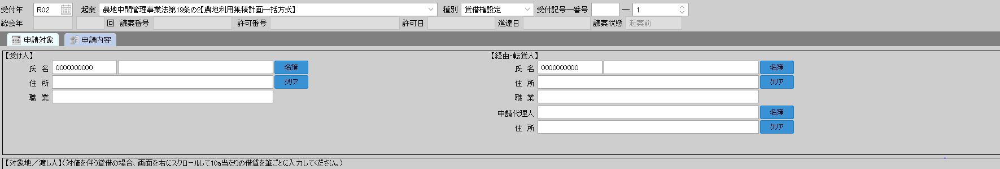 受付年 R02 起案 農地中間管理事業法第19条の2【農地利用集積計画一括方式】 種別 貸借権設定 受付記号ー番号 ー 1
総会年 回 議案番号 許可番号 許可日 進達日 議案状態 起案前
申請対象 申請内容
【受け人】 【経由・転貸人】
氏 名 0000000000 名簿 氏 名 0000000000 名簿
住 所 クリア 住 所 クリア
職 業 職 業
申請代理人 名簿
住 所 クリア
【対象地／渡し人】（対価を伴う貸借の場合、画面を右にスクロールして10a当たりの借賃を筆ごとに入力してください。）